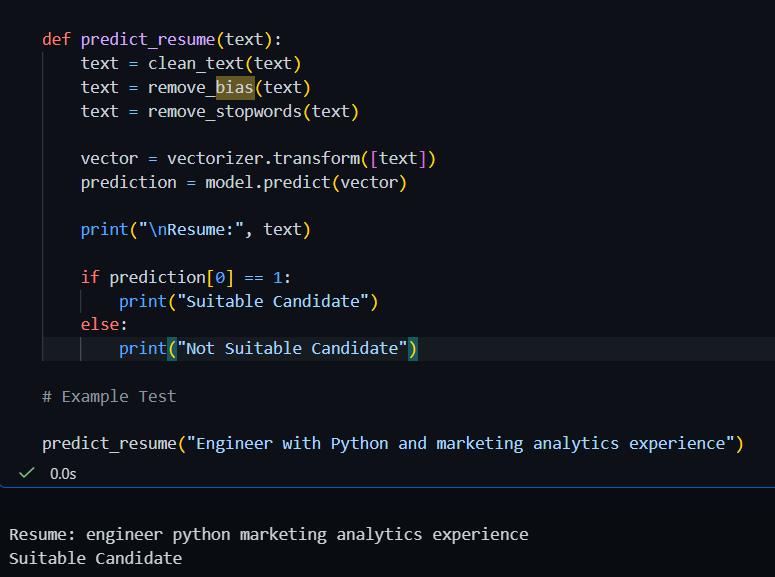 def predict_resume(text):
    text = clean_text(text)
    text = remove_bias(text)
    text = remove_stopwords(text)
    vector = vectorizer.transform([text])
    prediction = model.predict(vector)
    print("\nResume:", text)
    if prediction[0] == 1:
        print("Suitable Candidate")
    else:
        print("Not Suitable Candidate")
# Example Test
predict_resume("Engineer with Python and marketing analytics experience")
0.0s
Resume: engineer python marketing analytics experience
Suitable Candidate